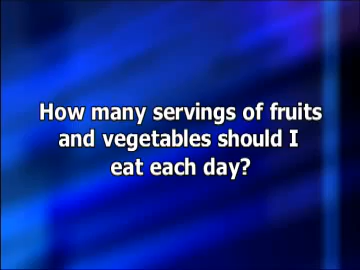 How many servings of fruits
and vegetables should I
eat each day?